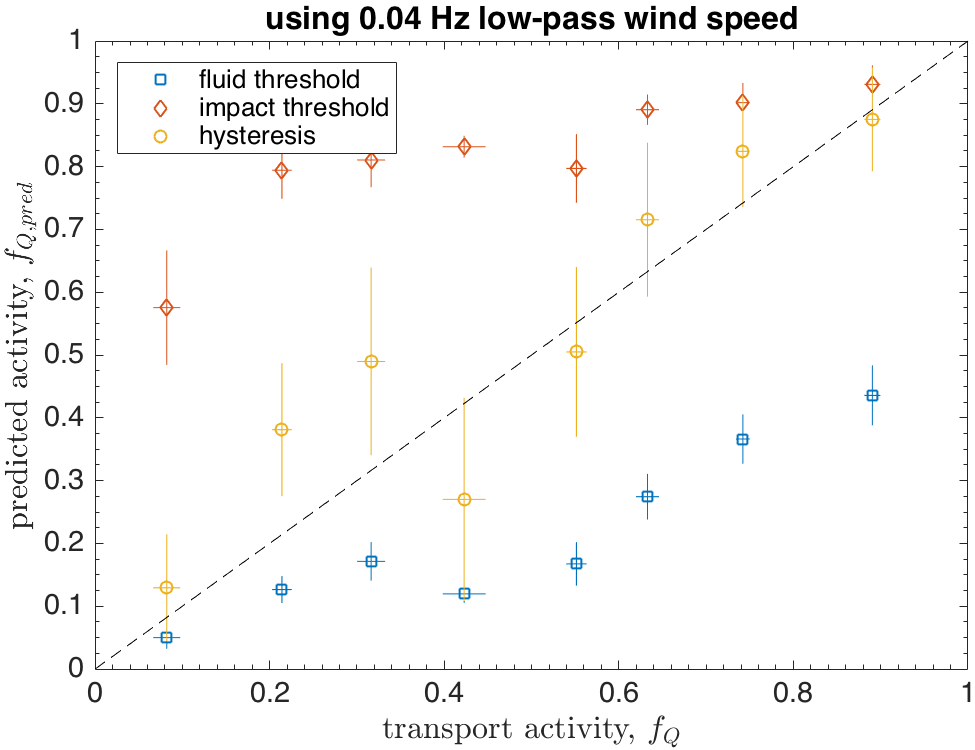 using 0.04 Hz low-pass wind speed
fluid threshold
impact threshold
hysteresis
predicted activity, f_{Q,pred}
1
0.9
0.8
0.7
0.6
0.5
0.4
0.3
0.2
0.1
0
0 0.2 0.4 0.6 0.8 1
transport activity, f_Q